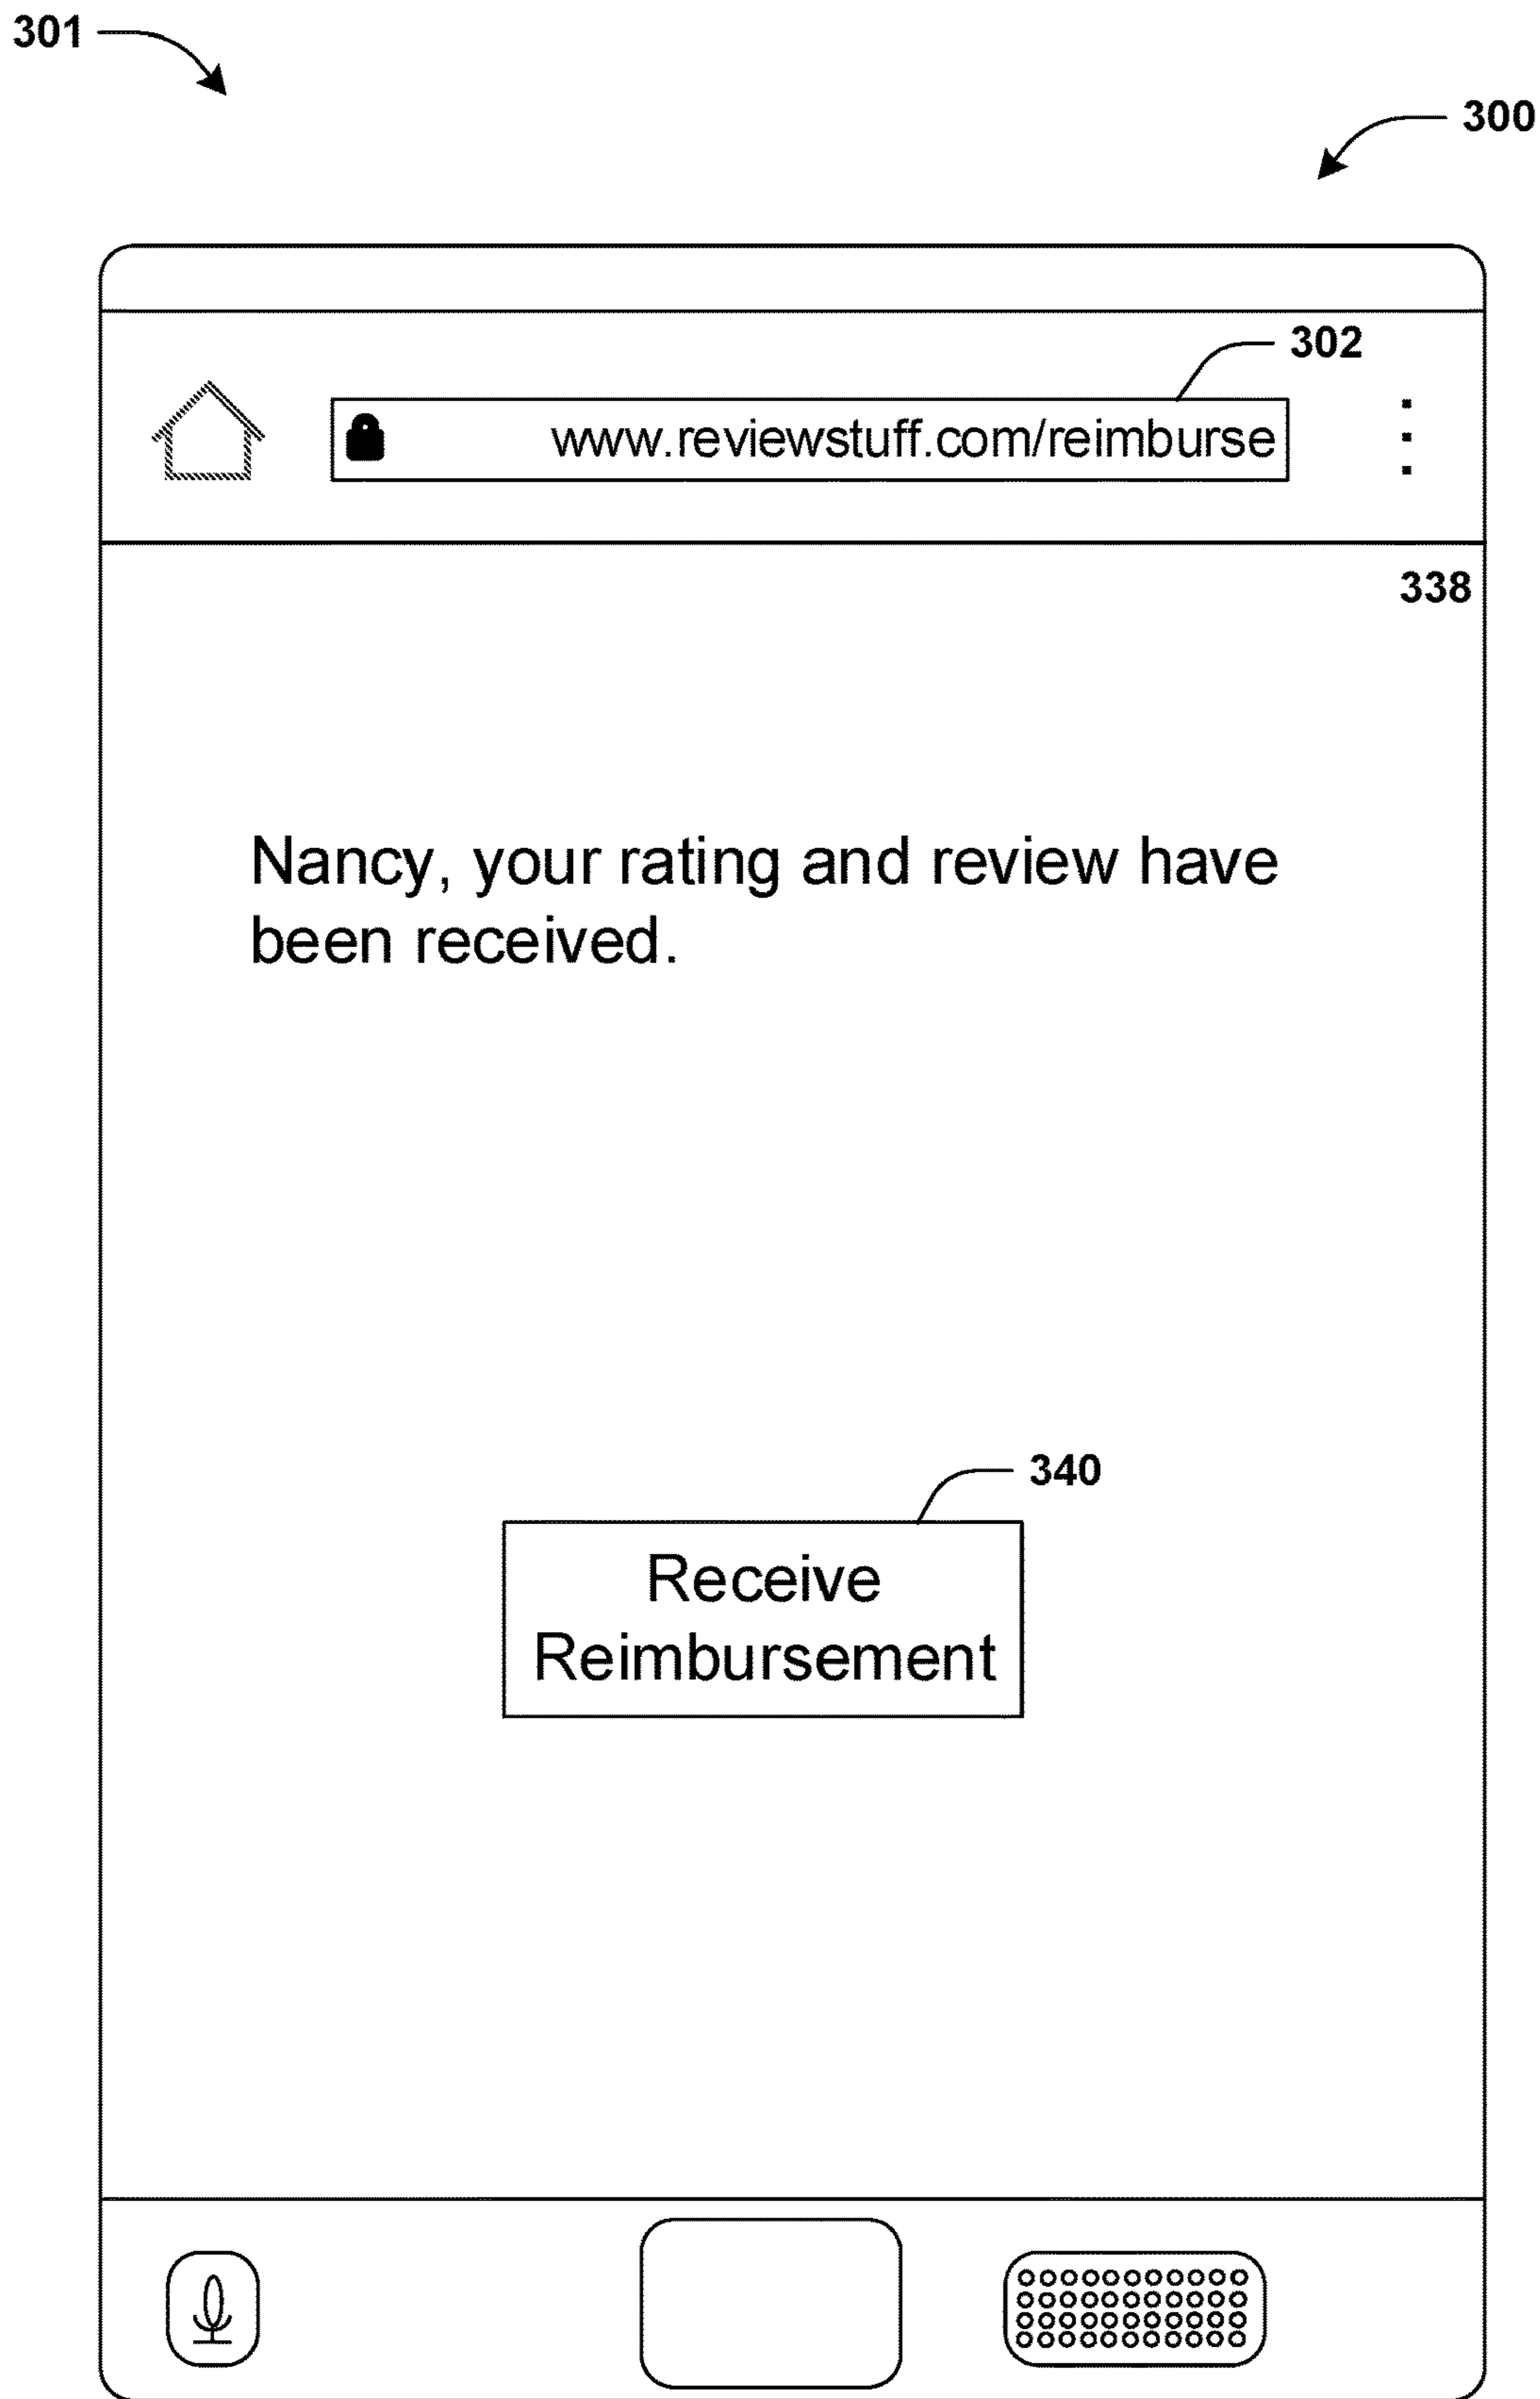 301
300
302
www.reviewstuff.com/reimburse
338
Nancy, your rating and review have
been received.
340
Receive
Reimbursement